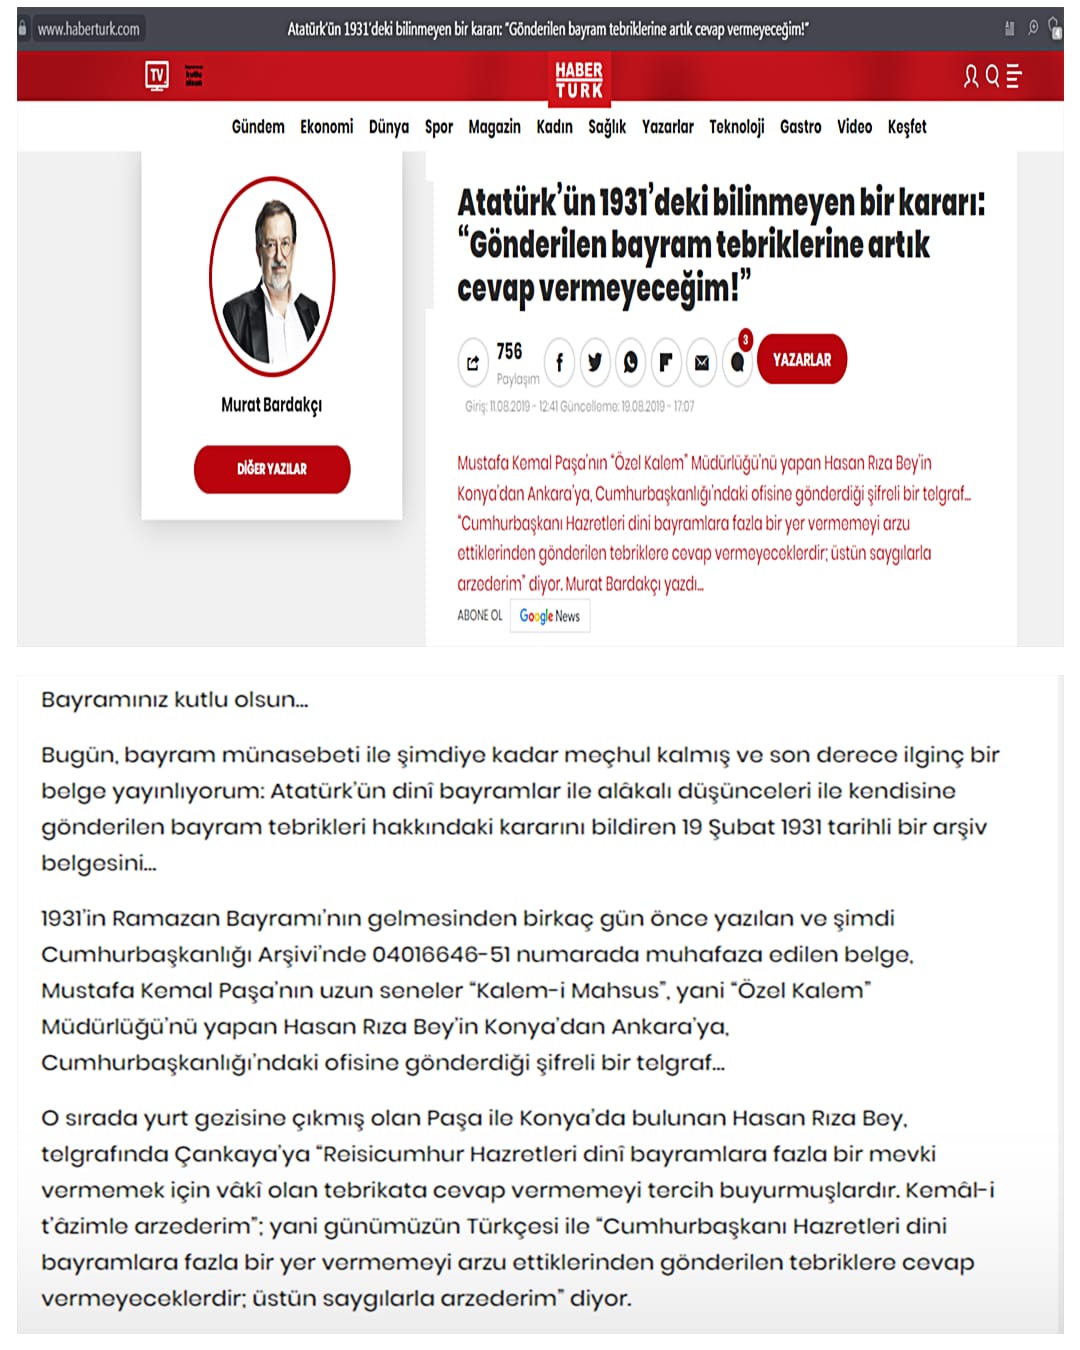 www.haberturk.com
Atatürk'ün 1931'deki bilinmeyen bir kararı: "Gönderilen bayram tebriklerine artık cevap vermeyeceğim!"
TV
HABER
TURK
Gündem Ekonomi Dünya Spor Magazin Kadın Sağlık Yazarlar Teknoloji Gastro Video Keşfet
Murat Bardakçı
DİĞER YAZILAR
Atatürk'ün 1931'deki bilinmeyen bir kararı:
“Gönderilen bayram tebriklerine artık
cevap vermeyeceğim!”
756
Paylaşım
3
YAZARLAR
Giriş: 11.08.2019 - 12:41 Güncelleme: 19.08.2019 - 17:07
Mustafa Kemal Paşa'nın “Özel Kalem” Müdürlüğü'nü yapan Hasan Rıza Bey'in
Konya'dan Ankara'ya, Cumhurbaşkanlığı'ndaki ofisine gönderdiği şifreli bir telgraf...
“Cumhurbaşkanı Hazretleri dini bayramlara fazla bir yer vermemeyi arzu
ettiklerinden gönderilen tebriklere cevap vermeyeceklerdir; üstün saygılarla
arzederim” diyor. Murat Bardakçı yazdı...
ABONE OL Google News
Bayramınız kutlu olsun...
Bugün, bayram münasebeti ile şimdiye kadar meçhul kalmış ve son derece ilginç bir
belge yayınlıyorum: Atatürk'ün dinî bayramlar ile alâkalı düşünceleri ile kendisine
gönderilen bayram tebrikleri hakkındaki kararını bildiren 19 Şubat 1931 tarihli bir arşiv
belgesini...
1931'in Ramazan Bayramı'nın gelmesinden birkaç gün önce yazılan ve şimdi
Cumhurbaşkanlığı Arşivi'nde 04016646-51 numarada muhafaza edilen belge,
Mustafa Kemal Paşa'nın uzun seneler “Kalem-i Mahsus”, yani “Özel Kalem”
Müdürlüğü'nü yapan Hasan Rıza Bey'in Konya'dan Ankara'ya,
Cumhurbaşkanlığı'ndaki ofisine gönderdiği şifreli bir telgraf...
O sırada yurt gezisine çıkmış olan Paşa ile Konya'da bulunan Hasan Rıza Bey,
telgrafında Çankaya'ya “Reisicumhur Hazretleri dinî bayramlara fazla bir mevki
vermemek için vâkî olan tebrikata cevap vermemeyi tercih buyurmuşlardır. Kemâl-i
t'âzimle arzederim”; yani günümüzün Türkçesi ile “Cumhurbaşkanı Hazretleri dini
bayramlara fazla bir yer vermemeyi arzu ettiklerinden gönderilen tebriklere cevap
vermeyeceklerdir; üstün saygılarla arzederim” diyor.